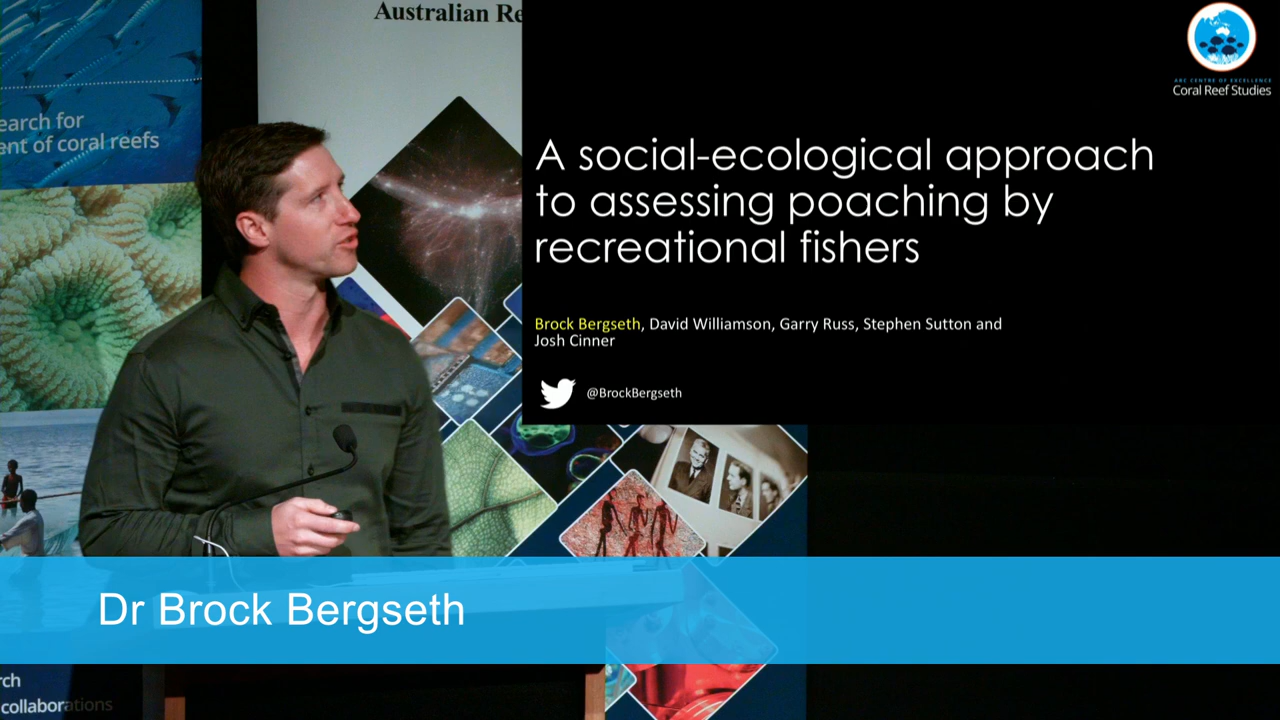 Australian Re
earch for
ent of coral reefs
ARC CENTRE OF EXCELLENCE
Coral Reef Studies
A social-ecological approach
to assessing poaching by
recreational fishers
Brock Bergseth, David Williamson, Garry Russ, Stephen Sutton and
Josh Cinner
@BrockBergseth
Dr Brock Bergseth
rch
collaborations